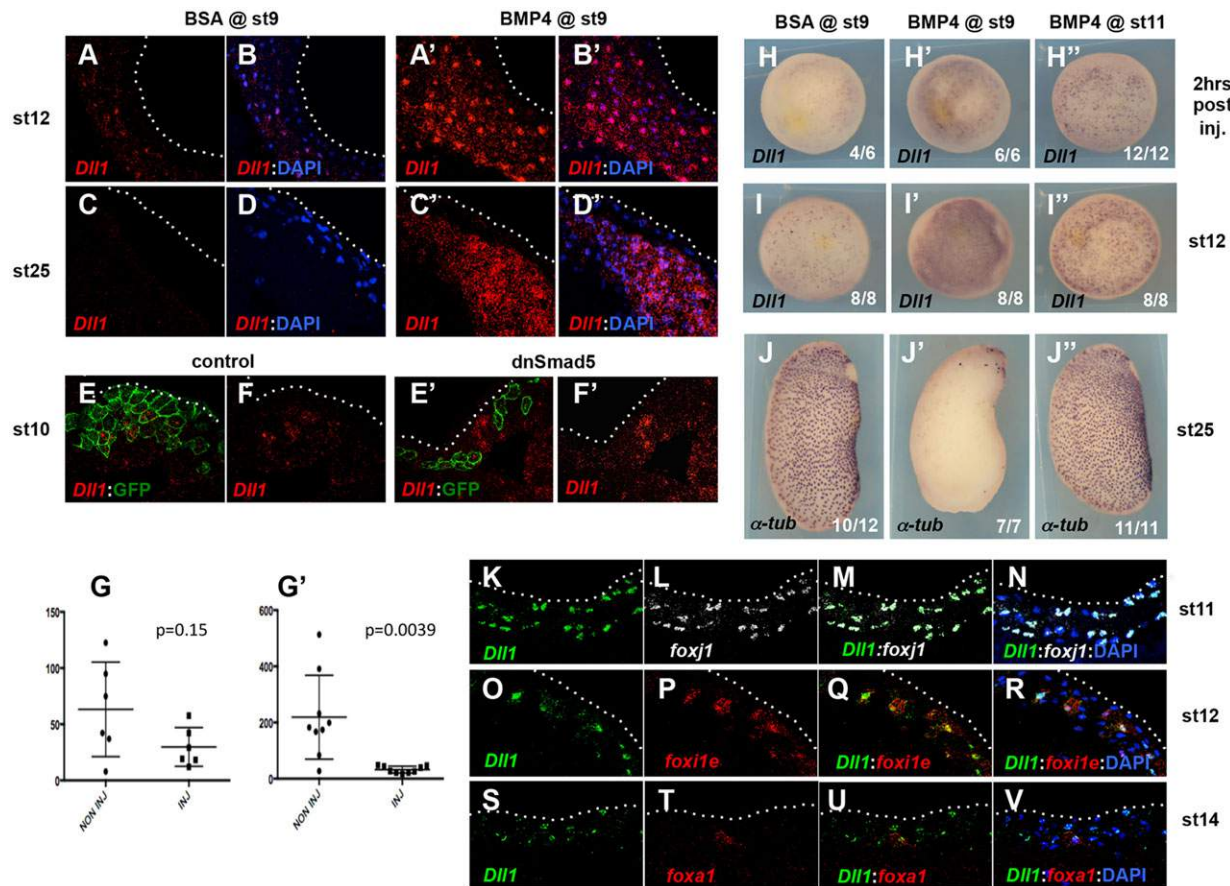 BSA @ st9 BMP4 @ st9
A B A' B'
st12
Dll1 Dll1:DAPI Dll1 Dll1:DAPI
C D C' D'
st25
Dll1 Dll1:DAPI Dll1 Dll1:DAPI
control dnSmad5
E F E' F'
st10
Dll1:GFP Dll1 Dll1:GFP Dll1
BSA @ st9 BMP4 @ st9 BMP4 @ st11
H H' H''
2hrs
post
inj.
Dll1 4/6 Dll1 6/6 Dll1 12/12
I I' I''
st12
Dll1 8/8 Dll1 8/8 Dll1 8/8
J J' J''
st25
α-tub 10/12 α-tub 7/7 α-tub 11/11
G
p=0.15
150
100
50
0
NON INJ INJ
G'
p=0.0039
600
400
200
0
NON INJ INJ
K L M N
st11
Dll1 foxj1 Dll1:foxj1 Dll1:foxj1:DAPI
O P Q R
st12
Dll1 foxi1e Dll1:foxi1e Dll1:foxi1e:DAPI
S T U V
st14
Dll1 foxa1 Dll1:foxa1 Dll1:foxa1:DAPI